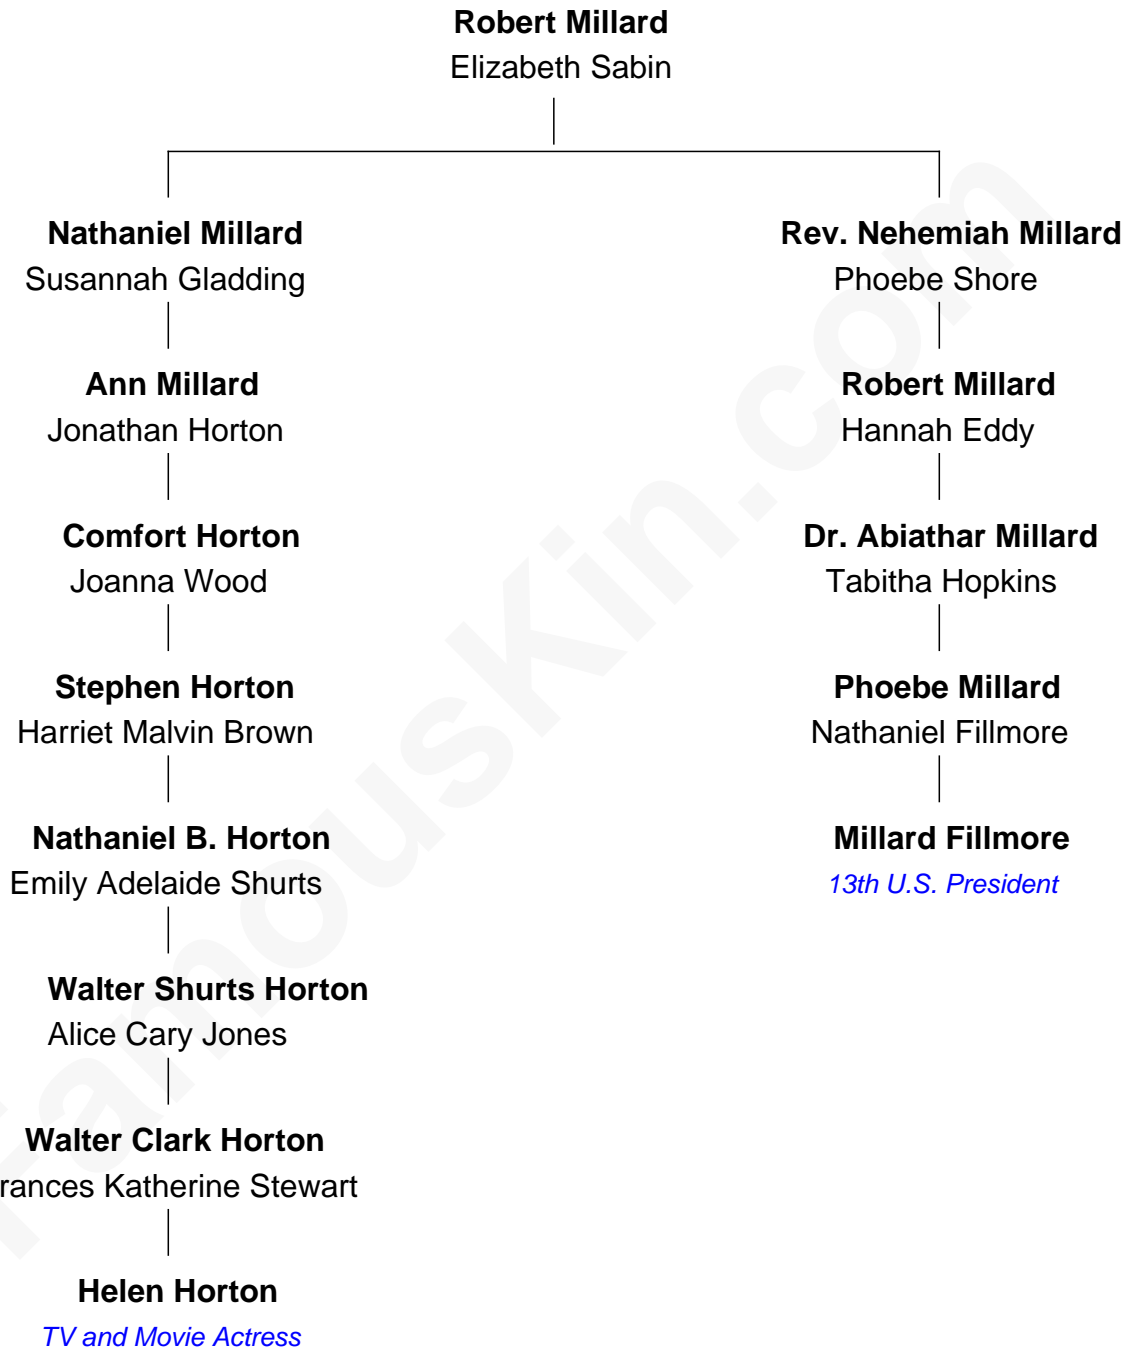 Robert Millard
Elizabeth Sabin
Nathaniel Millard
Susannah Gladding
Rev. Nehemiah Millard
Phoebe Shore
Ann Millard
Jonathan Horton
Robert Millard
Hannah Eddy
Comfort Horton
Joanna Wood
Dr. Abiathar Millard
Tabitha Hopkins
Stephen Horton
Harriet Malvin Brown
Phoebe Millard
Nathaniel Fillmore
Nathaniel B. Horton
Emily Adelaide Shurts
Millard Fillmore
13th U.S. President
Walter Shurts Horton
Alice Cary Jones
Walter Clark Horton
rances Katherine Stewart
Helen Horton
TV and Movie Actress
FamousKin.com